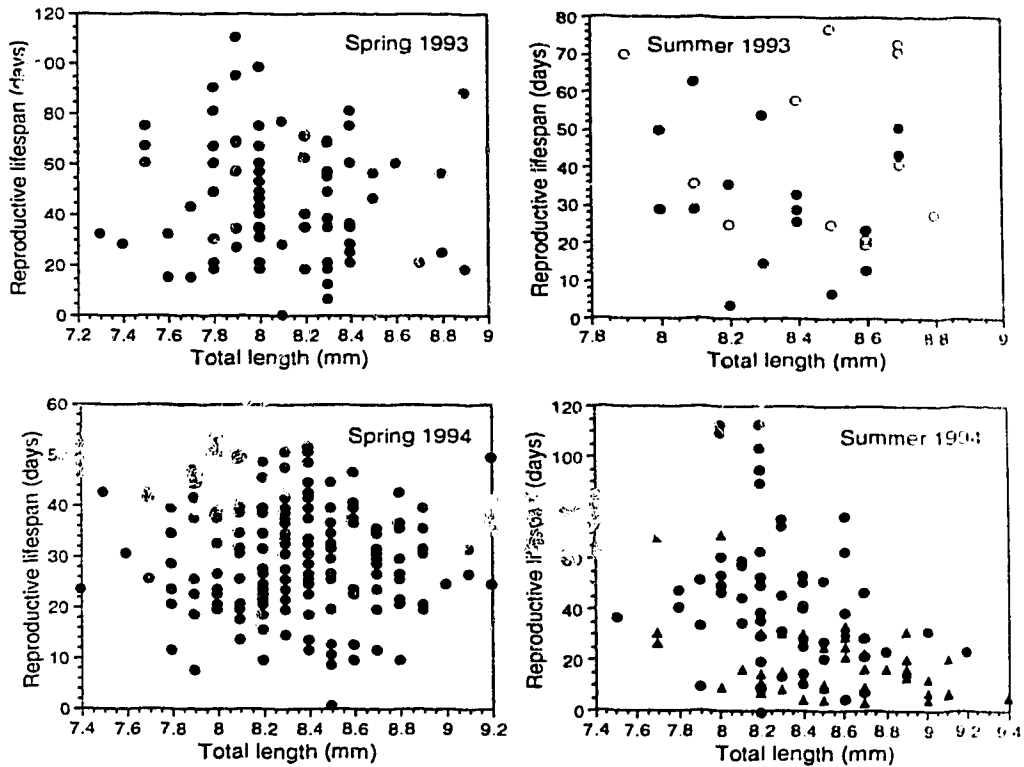 Spring 1993
Reproductive lifespan (days)
120
100
80
60
40
20
0
7.2 7.4 7.6 7.8 8 8.2 8.4 8.6 8.8 9
Total length (mm)
Summer 1993
Reproductive lifespan (days)
80
70
60
50
40
30
20
10
0
7.8 8 8.2 8.4 8.6 8.8 9
Total length (mm)
Spring 1994
Reproductive lifespan (days)
60
40
30
20
10
0
7.4 7.6 7.8 8 8.2 8.4 8.6 8.8 9 9.2
Total length (mm)
Summer 1994
Reproductive lifespan (days)
120
100
60
40
20
0
7.4 7.6 7.8 8 8.2 8.4 8.6 8.8 9 9.2 9.4
Total length (mm)